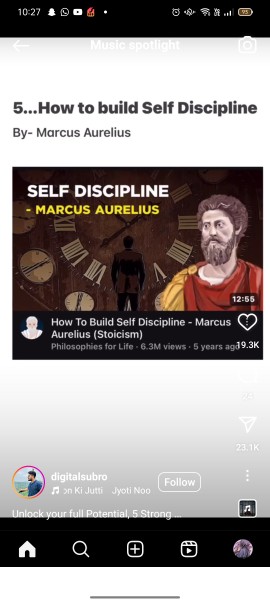 10:27
Music spotlight
5...How to build Self Discipline
By- Marcus Aurelius
SELF DISCIPLINE
- MARCUS AURELIUS
12:55
How To Build Self Discipline - Marcus
Aurelius (Stoicism)
Philosophies for Life · 6.3M views · 5 years ago
19.3K
23.1K
digitalsubro
Follow
on Ki Jutti Jyoti Noo
Unlock your full Potential, 5 Strong ...